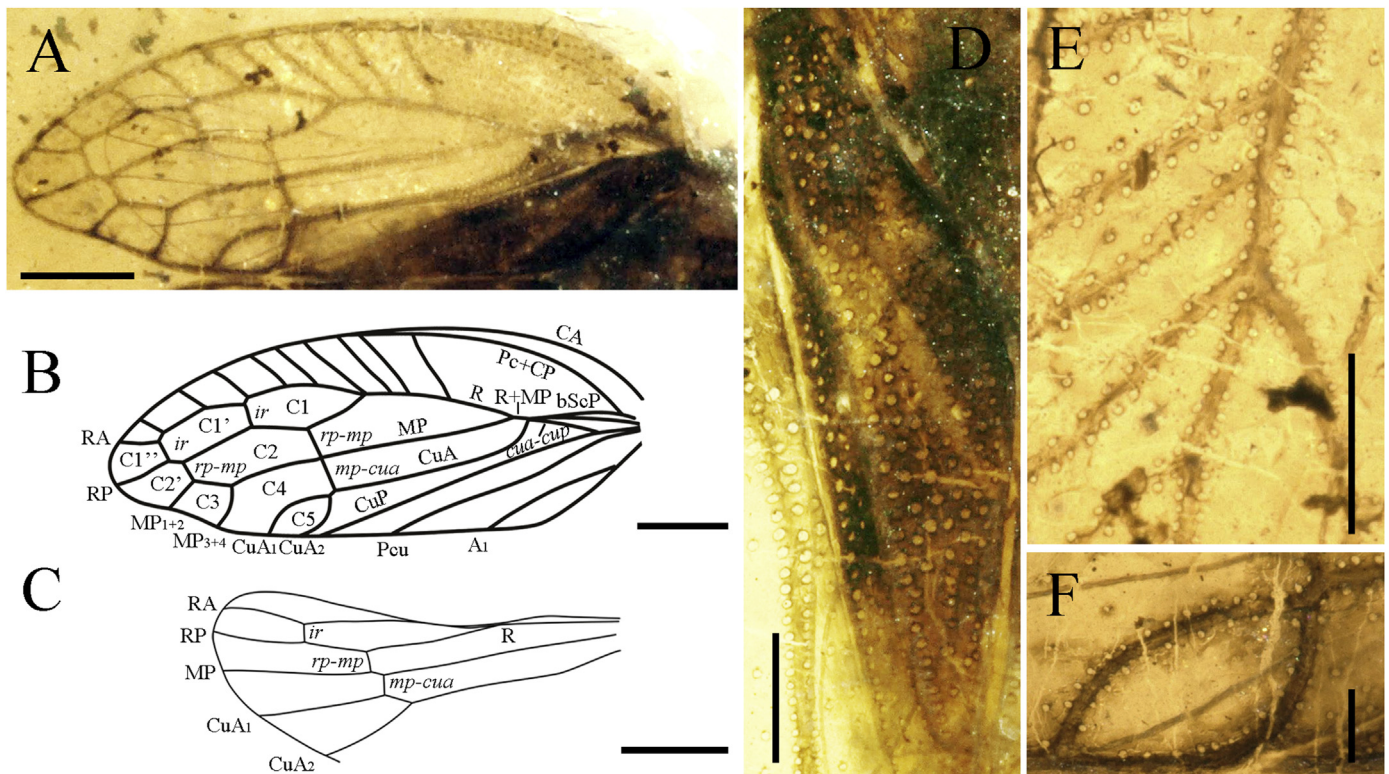 A
B
CA
Pc+CP
R R+MP bScP
C1
ir
C1'
RA
ir
rp-mp
MP
cua-cup
C1''
rp-mp
C2
mp-cua
CuA
RP
C2'
C3
C4
CuP
C5
MP1+2
MP3+4
CuA1 CuA2
Pcu
A1
C
RA
RP
ir
R
rp-mp
MP
mp-cua
CuA1
CuA2
D
E
F